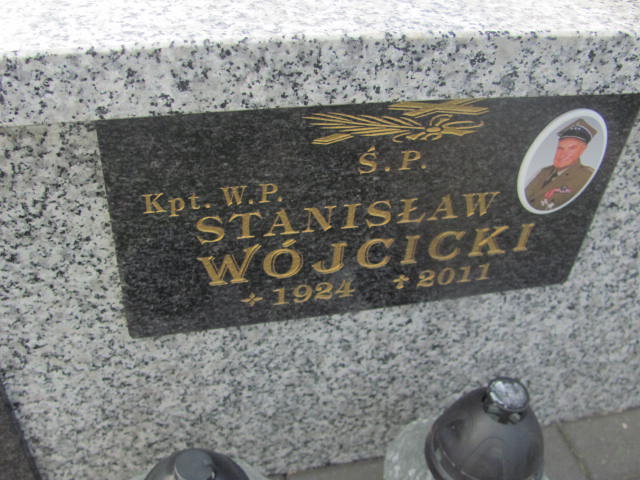 Ś.P.
Kpt. W.P.
STANISŁAW
WÓJCICKI
1924 2011